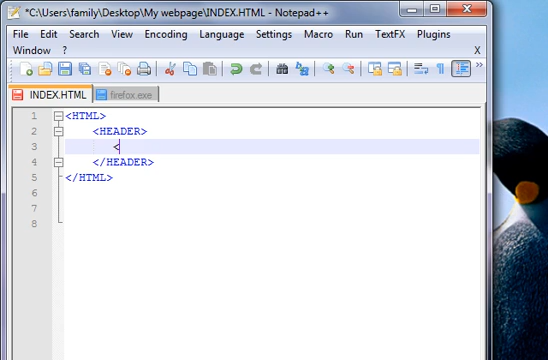 *C:\Users\family\Desktop\My webpage\INDEX.HTML - Notepad++
File Edit Search View Encoding Language Settings Macro Run TextFX Plugins
Window ? X
INDEX.HTML firefox.exe
1 <HTML>
2 <HEADER>
3 <
4 </HEADER>
5 </HTML>
6
7
8